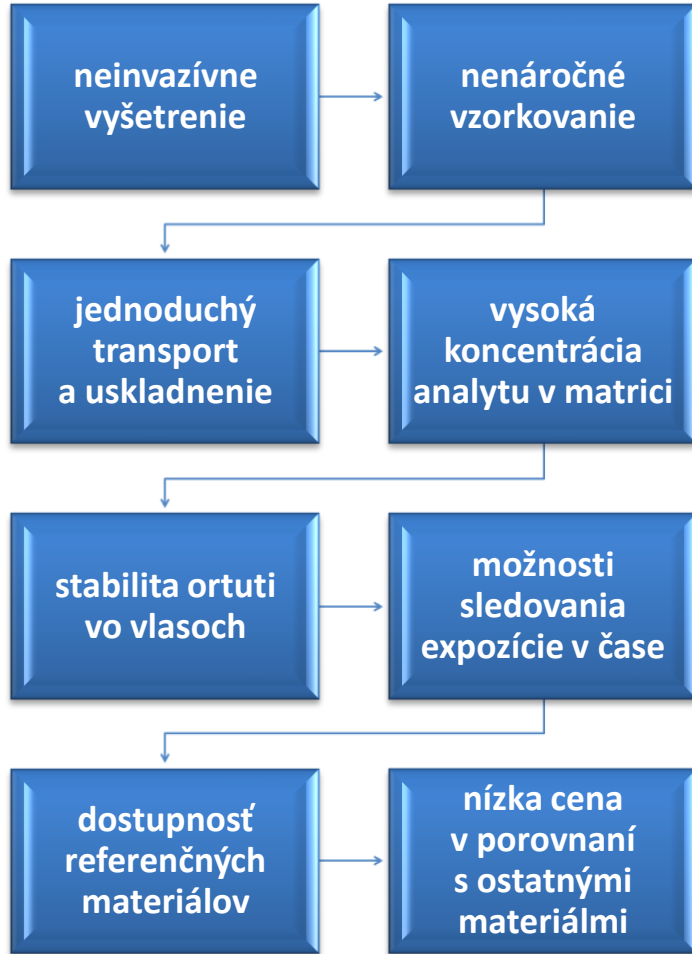 neinvazívne
vyšetrenie
nenáročné
vzorkovanie
jednoduchý
transport
a uskladnenie
vysoká
koncentrácia
analytu v matrici
stabilita ortuti
vo vlasoch
možnosti
sledovania
expozície v čase
dostupnosť
referenčných
materiálov
nízka cena
v porovnaní
s ostatnými
materiálmi